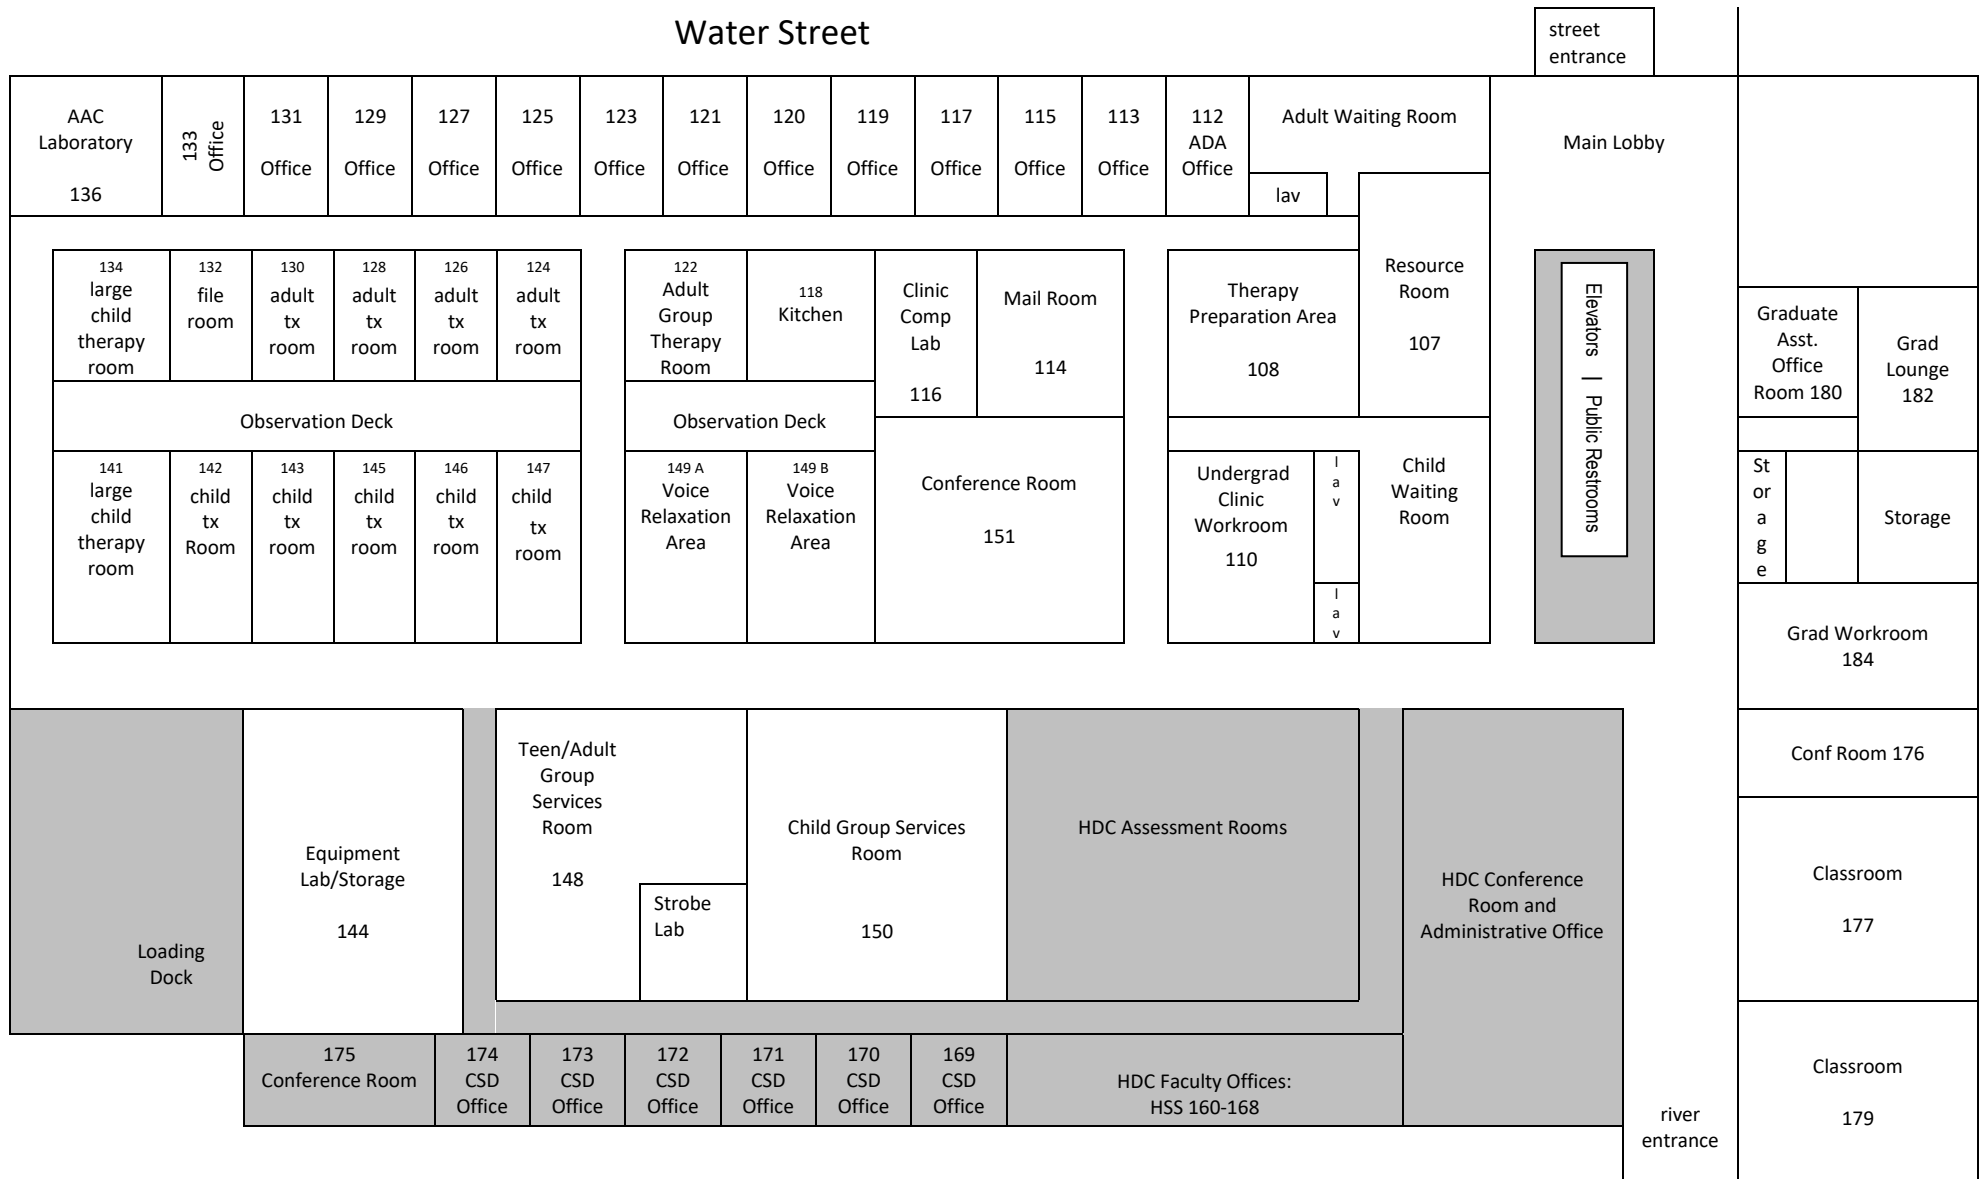 Water Street
street
entrance
AAC
Laboratory
136
133
Office
131
Office
129
Office
127
Office
125
Office
123
Office
121
Office
120
Office
119
Office
117
Office
115
Office
113
Office
112
ADA
Office
Adult Waiting Room
lav
Main Lobby
134
large
child
therapy
room
132
file
room
130
adult
tx
room
128
adult
tx
room
126
adult
tx
room
124
adult
tx
room
122
Adult
Group
Therapy
Room
118
Kitchen
Clinic
Comp
Lab
116
Mail Room
114
Therapy
Preparation Area
108
Resource
Room
107
Elevators | Public Restrooms
Graduate
Asst.
Office
Room 180
Grad
Lounge
182
Observation Deck
Observation Deck
141
large
child
therapy
room
142
child
tx
Room
143
child
tx
room
145
child
tx
room
146
child
tx
room
147
child
tx
room
149 A
Voice
Relaxation
Area
149 B
Voice
Relaxation
Area
Conference Room
151
Undergrad
Clinic
Workroom
110
l
a
v
l
a
v
Child
Waiting
Room
St
or
a
g
e
Storage
Grad Workroom
184
Loading
Dock
Equipment
Lab/Storage
144
Teen/Adult
Group
Services
Room
148
Strobe
Lab
Child Group Services
Room
150
HDC Assessment Rooms
HDC Conference
Room and
Administrative Office
Conf Room 176
Classroom
177
175
Conference Room
174
CSD
Office
173
CSD
Office
172
CSD
Office
171
CSD
Office
170
CSD
Office
169
CSD
Office
HDC Faculty Offices:
HSS 160-168
river
entrance
Classroom
179